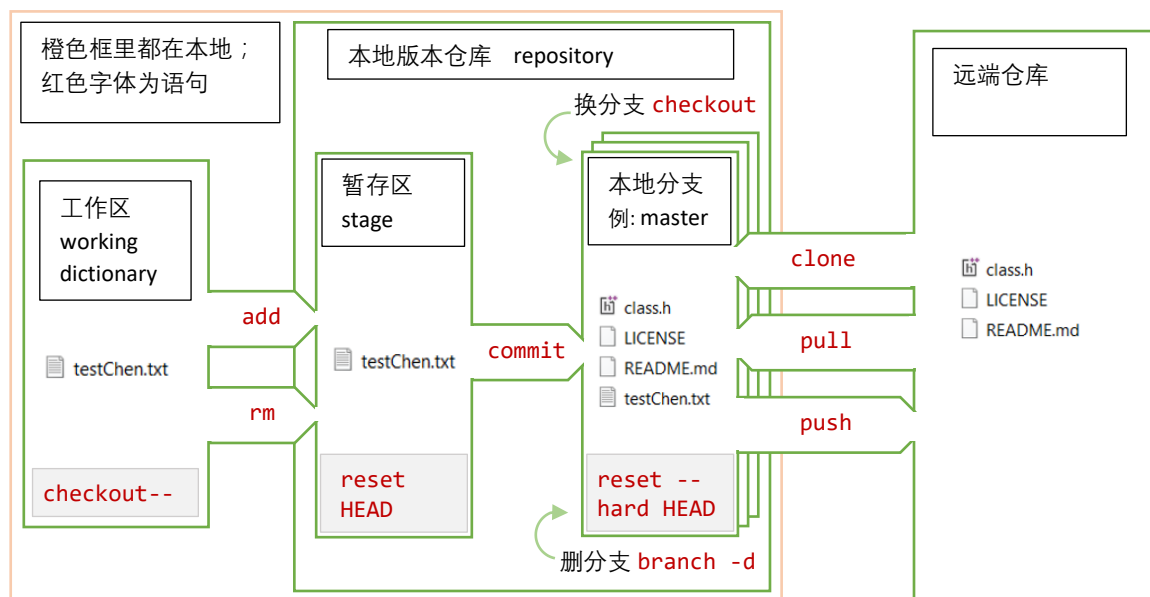 橙色框里都在本地；
红色字体为语句
本地版本仓库 repository
远端仓库
换分支 checkout
工作区
working
dictionary
暂存区
stage
本地分支
例: master
add
rm
commit
clone
pull
push
testChen.txt
testChen.txt
class.h
LICENSE
README.md
testChen.txt
class.h
LICENSE
README.md
checkout--
reset
HEAD
reset --
hard HEAD
删分支 branch -d